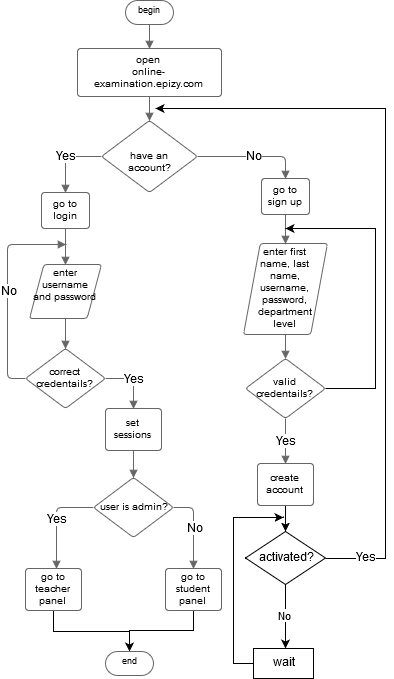 begin
open
online-
examination.epizy.com
have an
account?
Yes
No
go to
login
go to
sign up
enter
username
and password
No
enter first
name, last
name,
username,
password,
department
level
correct
credentails?
Yes
valid
credentails?
set
sessions
Yes
create
account
user is admin?
Yes
No
activated?
Yes
go to
teacher
panel
go to
student
panel
No
end
wait